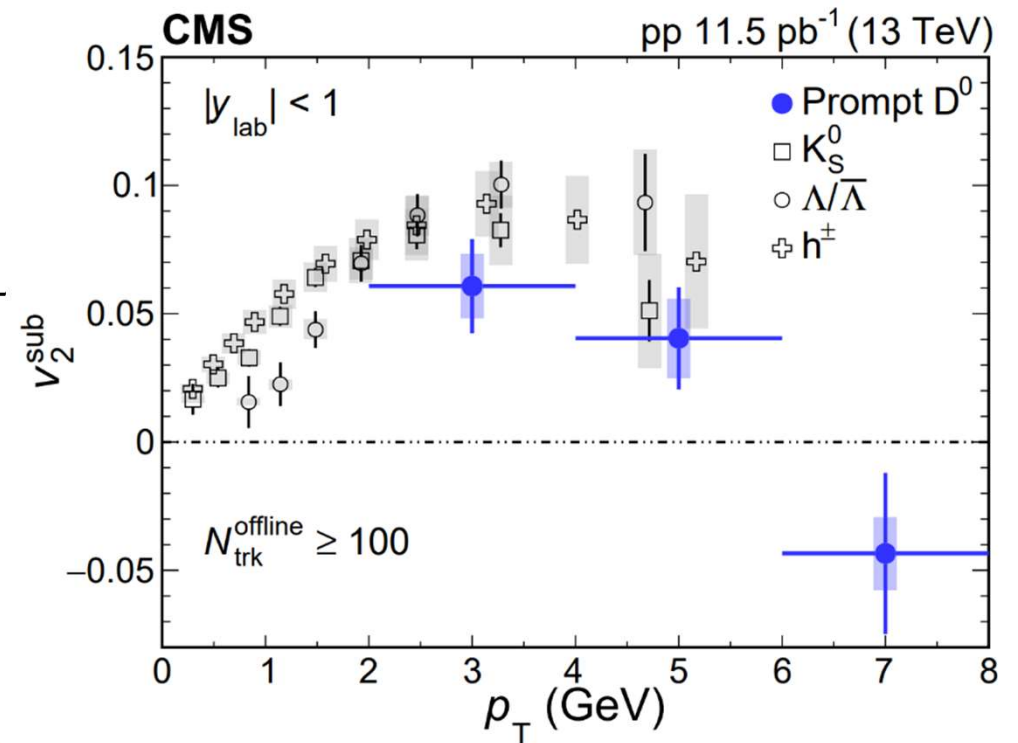 CMS
pp 11.5 pb⁻¹ (13 TeV)
|y_lab| < 1
Prompt D⁰
K_S⁰
Λ/Λ̅
h±
N_trk^offline ≥ 100
v₂^sub
0.15
0.1
0.05
0
−0.05
0 1 2 3 4 5 6 7 8
p_T (GeV)